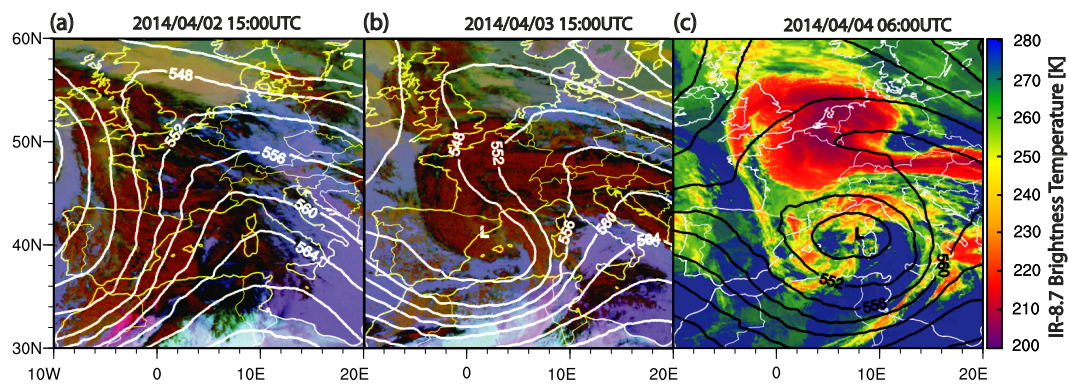 (a) 2014/04/02 15:00UTC
(b) 2014/04/03 15:00UTC
(c) 2014/04/04 06:00UTC
60N
50N
40N
30N
10W 0 10E 20E
0 10E 20E
0 10E 20E
548
552
556
560
564
548
552
556
560
564
L
L
552
556
560
280
270
260
250
240
230
220
210
200
IR-8.7 Brightness Temperature [K]